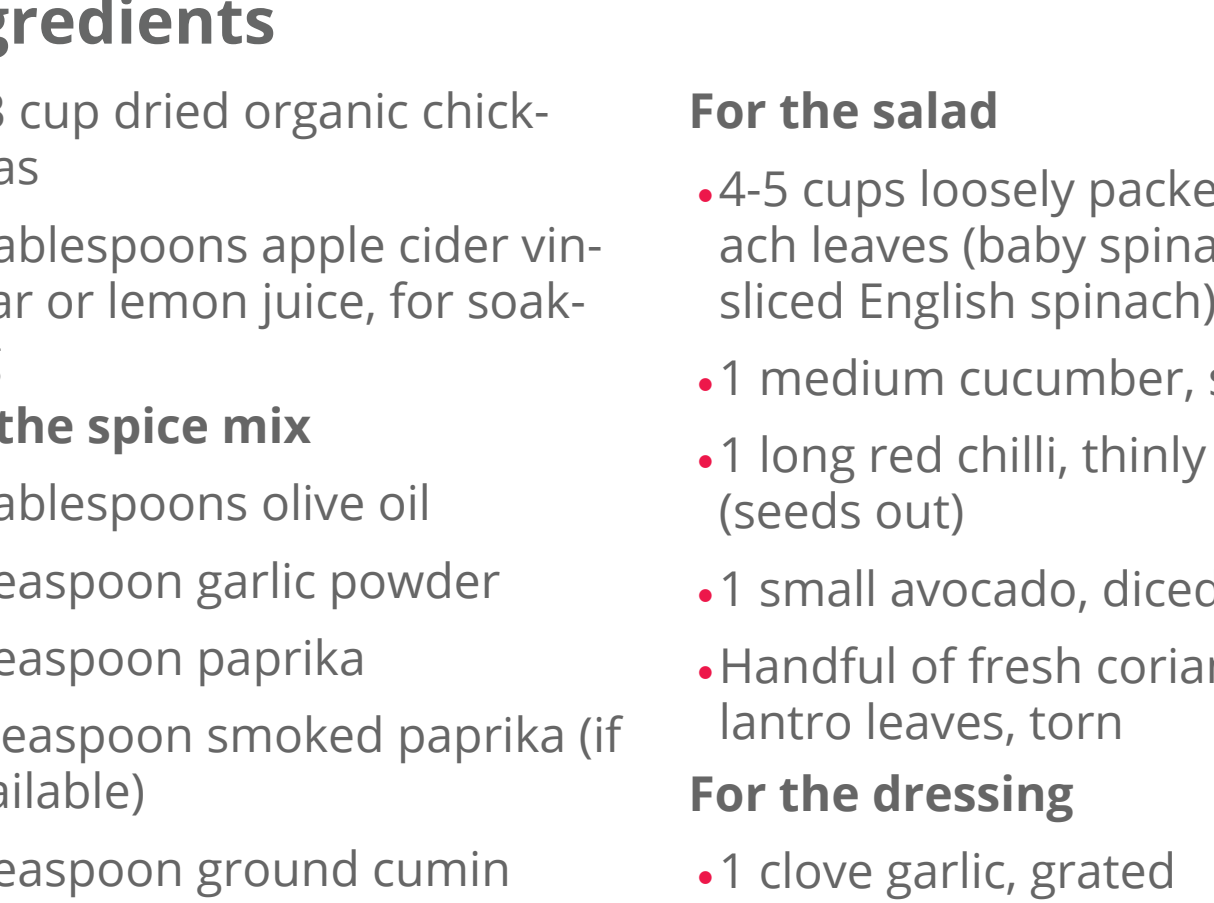 gredients
cup dried organic chick-
as
ablespoons apple cider vin-
ar or lemon juice, for soak-
the spice mix
ablespoons olive oil
easpoon garlic powder
easpoon paprika
easpoon smoked paprika (if
ailable)
easpoon ground cumin
For the salad
•4-5 cups loosely packe
ach leaves (baby spina
sliced English spinach)
•1 medium cucumber, s
•1 long red chilli, thinly
(seeds out)
•1 small avocado, diced
•Handful of fresh corian
lantro leaves, torn
For the dressing
•1 clove garlic, grated